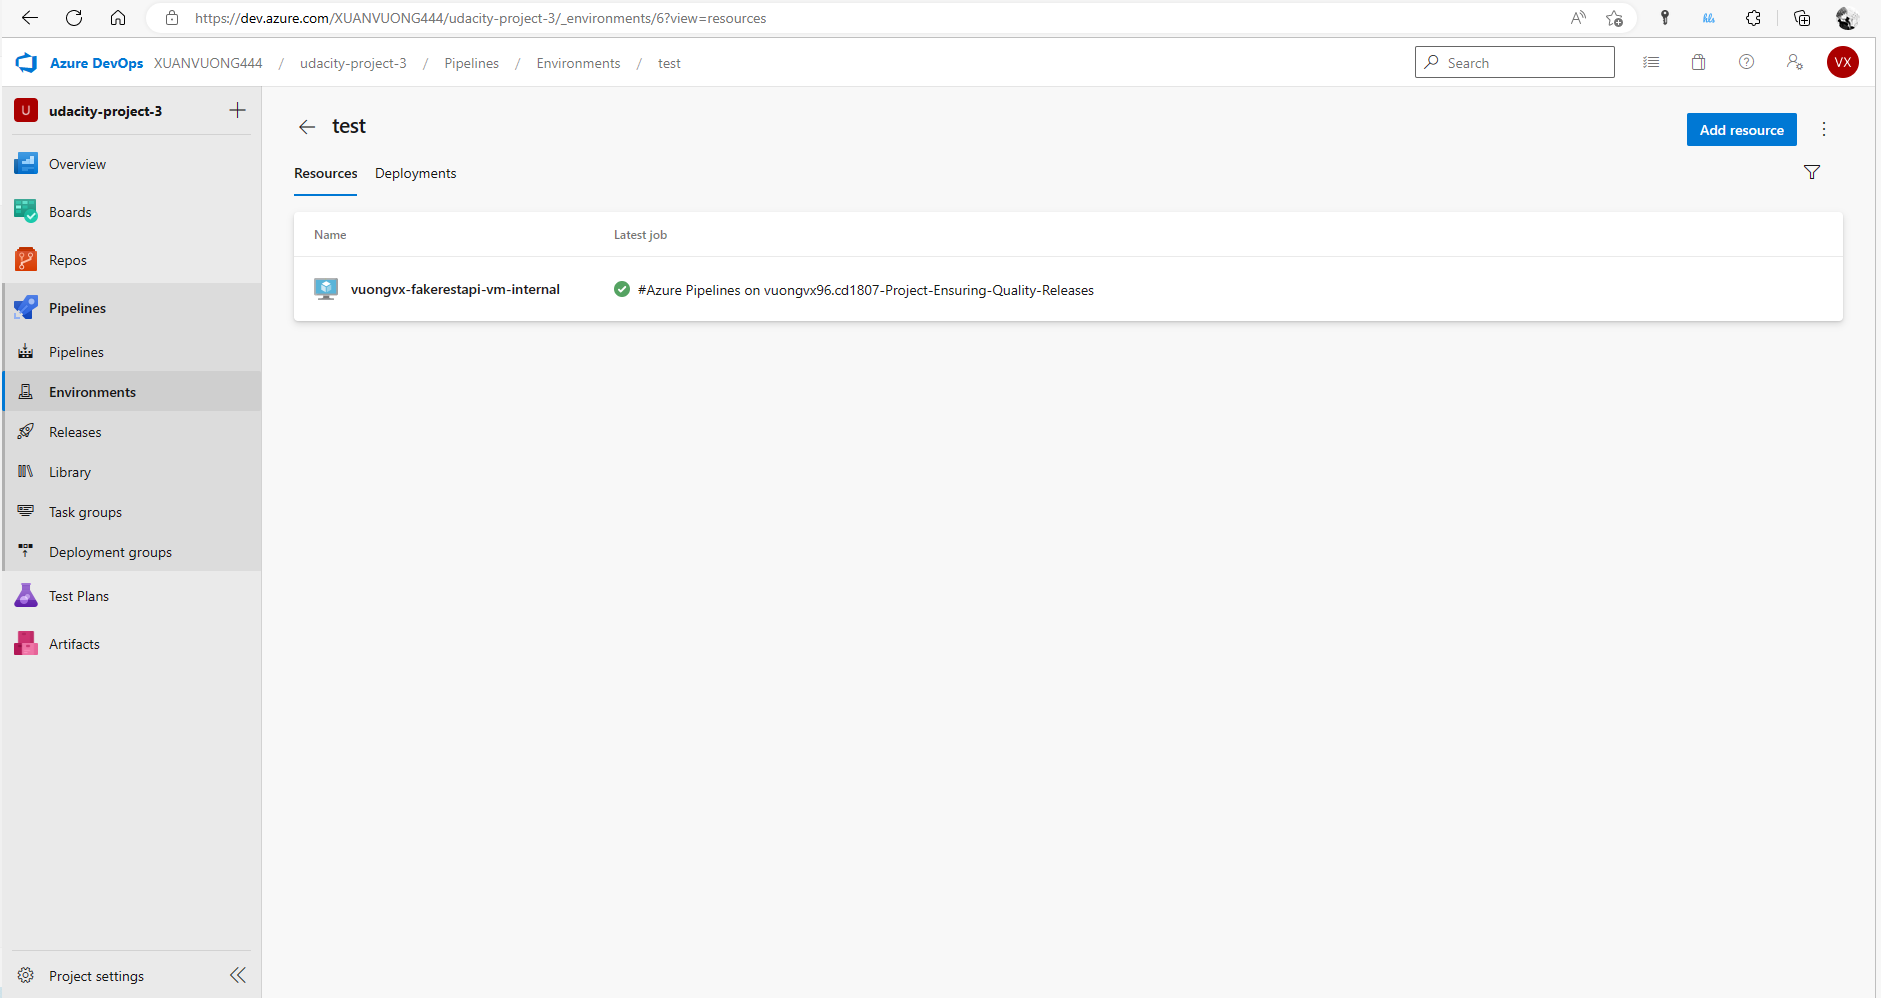 https://dev.azure.com/XUANVUONG444/udacity-project-3/_environments/6?view=resources
Azure DevOps XUANVUONG444 / udacity-project-3 / Pipelines / Environments / test
Search
VX
U udacity-project-3
Overview
Boards
Repos
Pipelines
Pipelines
Environments
Releases
Library
Task groups
Deployment groups
Test Plans
Artifacts
Project settings
test
Add resource
Resources Deployments
Name Latest job
vuongvx-fakerestapi-vm-internal #Azure Pipelines on vuongvx96.cd1807-Project-Ensuring-Quality-Releases